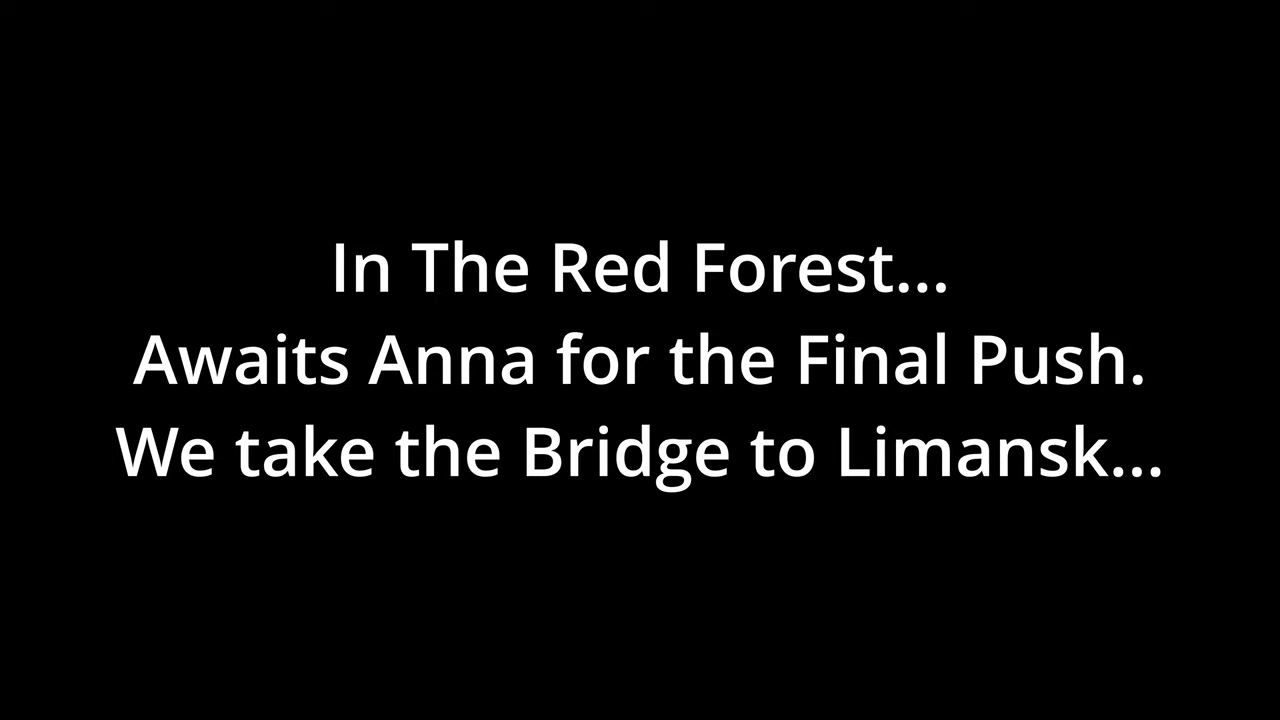 In The Red Forest...
Awaits Anna for the Final Push.
We take the Bridge to Limansk...